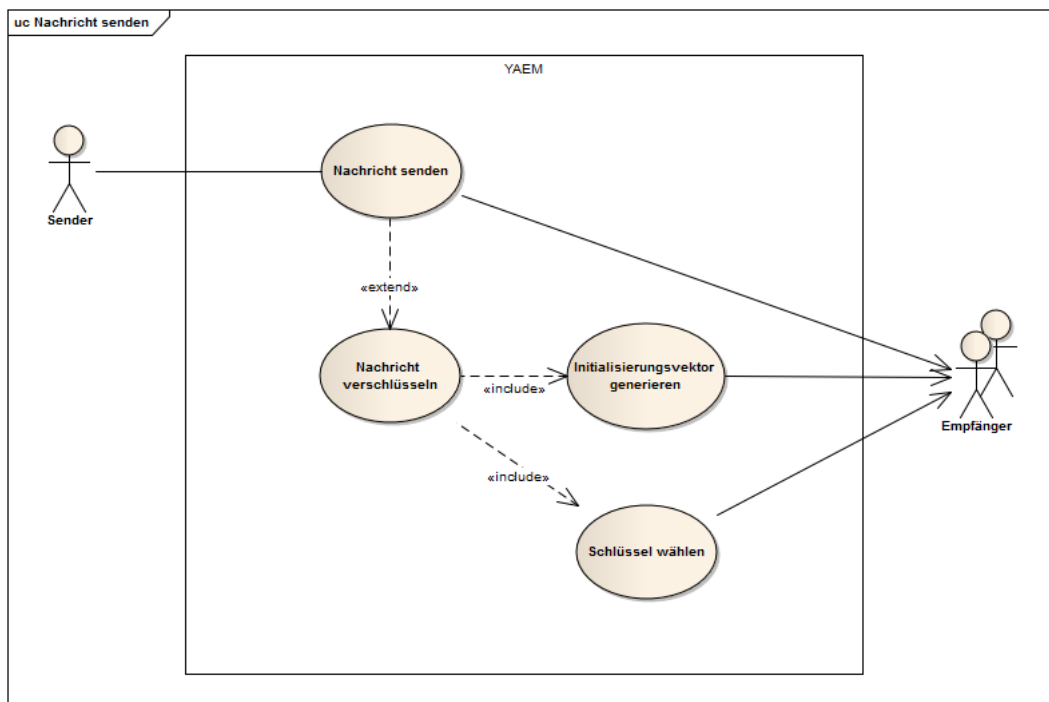 uc Nachricht senden
YAEM
Nachricht senden
Sender
«extend»
Nachricht
verschlüsseln
«include»
Initialisierungsvektor
generieren
Empfänger
«include»
Schlüssel wählen